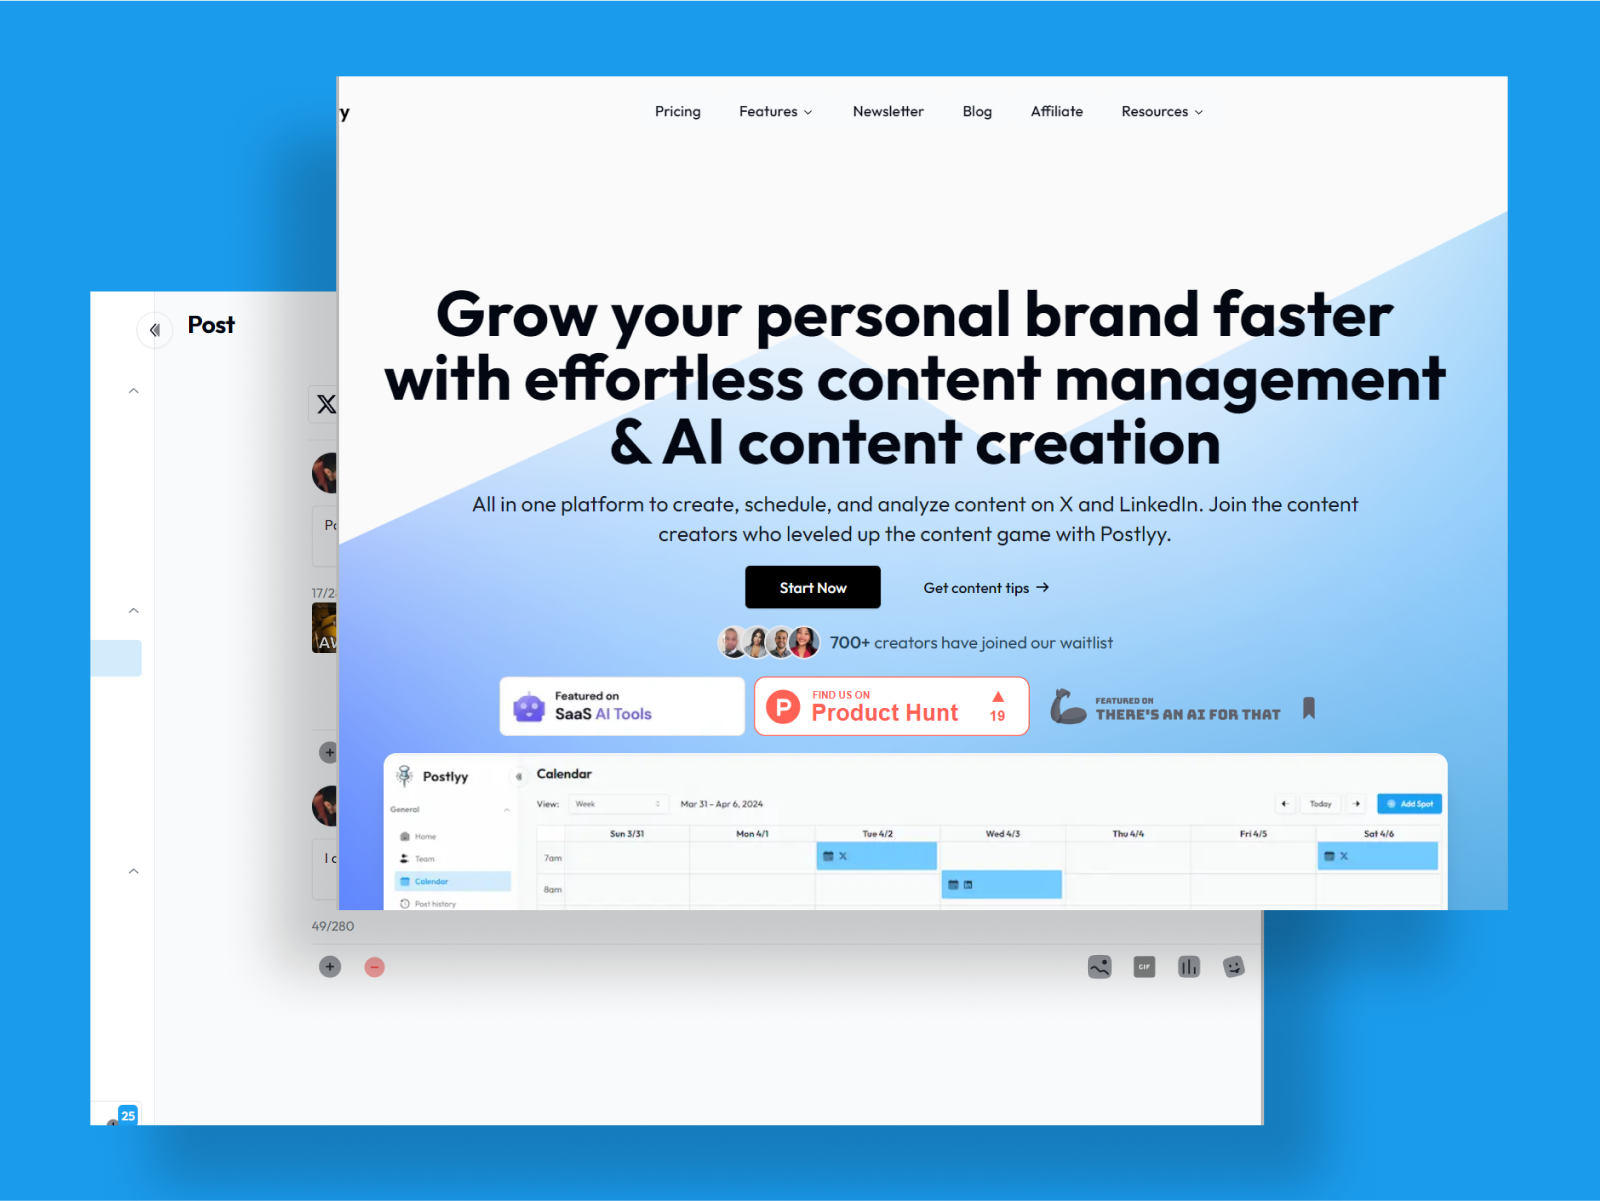 yy
Pricing
Features
Newsletter
Blog
Affiliate
Resources
Grow your personal brand faster
with effortless content management
& AI content creation
All in one platform to create, schedule, and analyze content on X and LinkedIn. Join the content
creators who leveled up the content game with Postlyy.
Start Now
Get content tips →
700+ creators have joined our waitlist
Featured on
SaaS AI Tools
P
FIND US ON
Product Hunt
19
FEATURED ON
THERE'S AN AI FOR THAT
Postlyy
General
Home
Team
Calendar
Post history
Calendar
View:
Week
Mar 31 - Apr 6, 2024
Today
Add Spot
Sun 3/31
Mon 4/1
Tue 4/2
Wed 4/3
Thu 4/4
Fri 4/5
Sat 4/6
7am
8am
Post
49/280
GIF
25